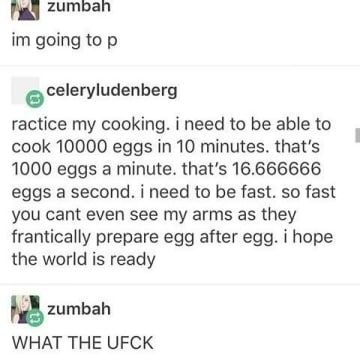 zumbah
im going to p
celeryludenberg
ractice my cooking. i need to be able to
cook 10000 eggs in 10 minutes. that's
1000 eggs a minute. that's 16.666666
eggs a second. i need to be fast. so fast
you cant even see my arms as they
frantically prepare egg after egg. i hope
the world is ready
zumbah
WHAT THE UFCK